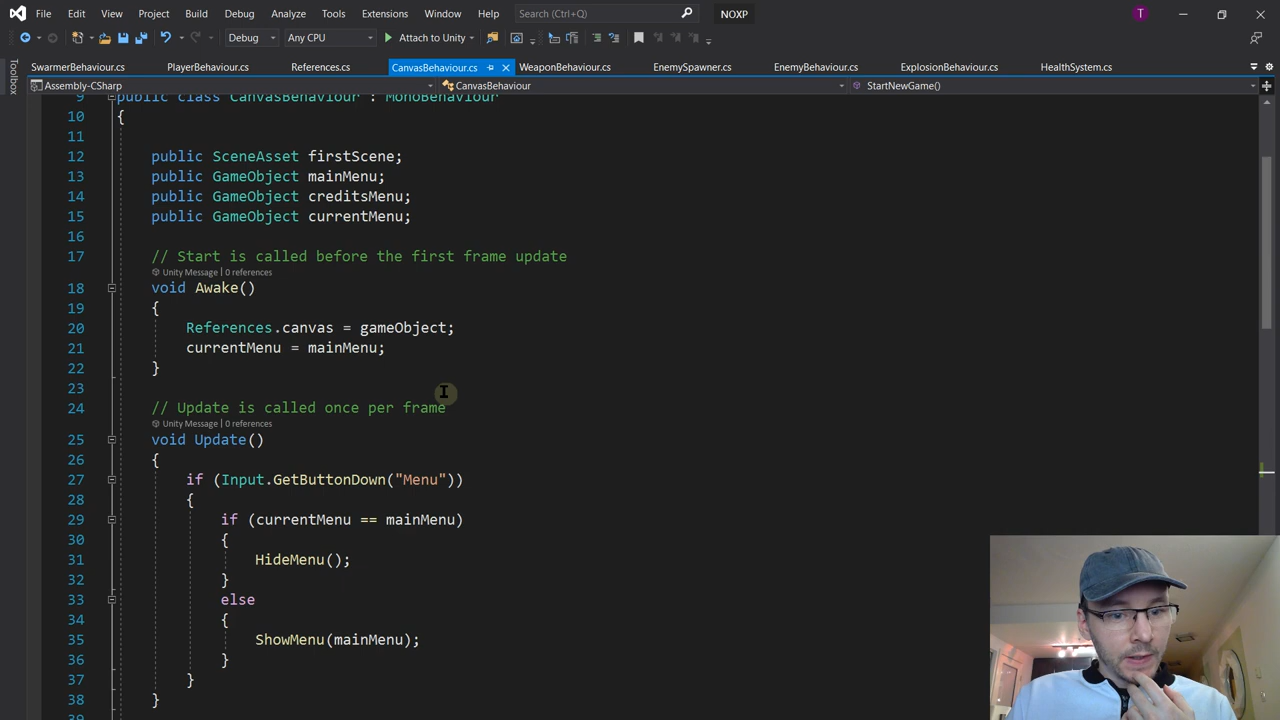 File Edit View Git Project Build Debug Analyze Tools Extensions Window Help Search (Ctrl+Q) NOXP T
Debug Any CPU Attach to Unity
Toolbox
SwarmerBehaviour.cs PlayerBehaviour.cs References.cs CanvasBehaviour.cs WeaponBehaviour.cs EnemySpawner.cs EnemyBehaviour.cs ExplosionBehaviour.cs HealthSystem.cs
Assembly-CSharp CanvasBehaviour StartNewGame()
9 public class CanvasBehaviour : MonoBehaviour
10 {
11
12 public SceneAsset firstScene;
13 public GameObject mainMenu;
14 public GameObject creditsMenu;
15 public GameObject currentMenu;
16
17 // Start is called before the first frame update
Unity Message | 0 references
18 void Awake()
19 {
20 References.canvas = gameObject;
21 currentMenu = mainMenu;
22 }
23
24 // Update is called once per frame
Unity Message | 0 references
25 void Update()
26 {
27 if (Input.GetButtonDown("Menu"))
28 {
29 if (currentMenu == mainMenu)
30 {
31 HideMenu();
32 }
33 else
34 {
35 ShowMenu(mainMenu);
36 }
37 }
38 }
39